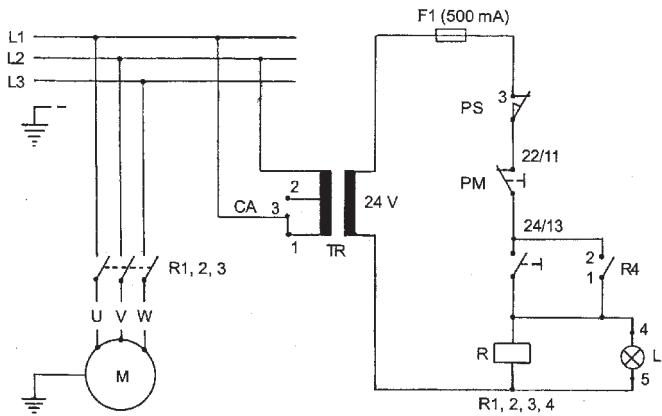 F1 (500 mA)
L1
L2
L3
PS
3
22/11
PM
CA
2
3
1
24 V
TR
24/13
R1, 2, 3
2
1
R4
U
V
W
M
R
4
L
5
R1, 2, 3, 4